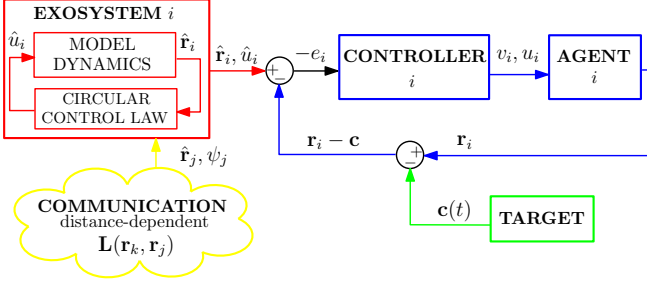 EXOSYSTEM i
û_i
MODEL
DYNAMICS
r̂_i
CIRCULAR
CONTROL LAW
r̂_i, û_i
+
−
−e_i
CONTROLLER
i
v_i, u_i
AGENT
i
r_i − c
+
−
r_i
r̂_j, ψ_j
COMMUNICATION
distance-dependent
L(r_k, r_j)
c(t)
TARGET